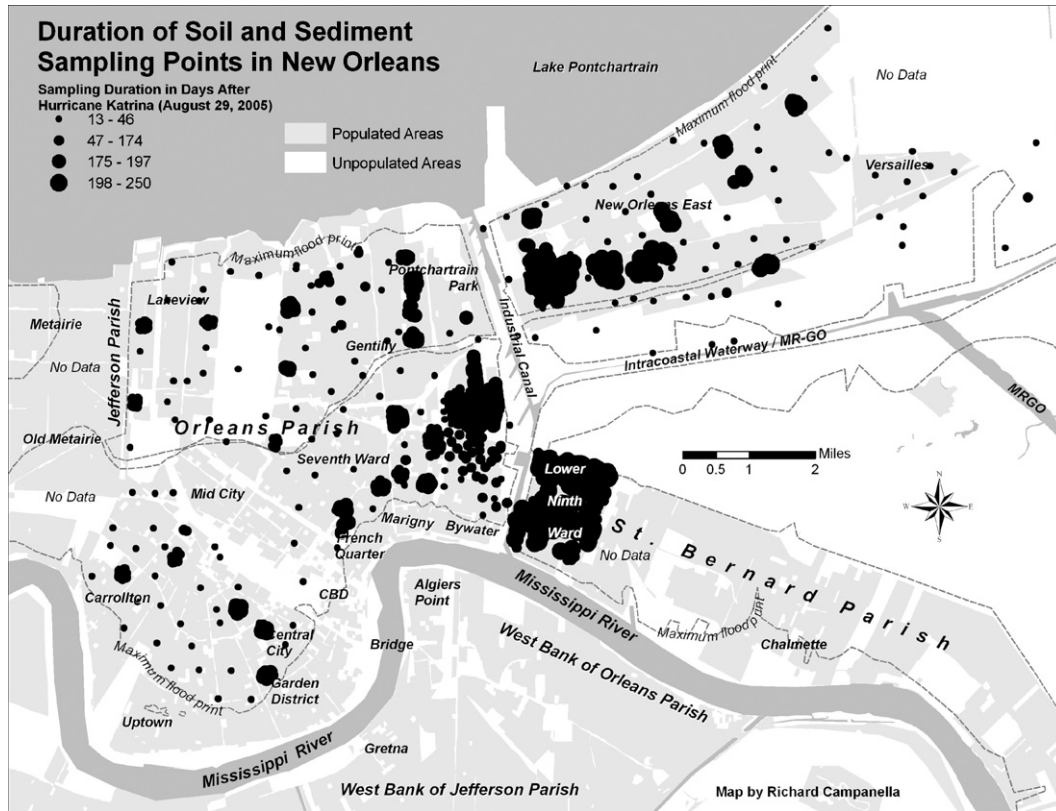 Duration of Soil and Sediment
Sampling Points in New Orleans
Sampling Duration in Days After
Hurricane Katrina (August 29, 2005)
13 - 46
47 - 174
175 - 197
198 - 250
Populated Areas
Unpopulated Areas
Lake Pontchartrain
No Data
Maximum flood print
Versailles
New Orleans East
Maximum flood print
Pontchartrain
Park
Lakeview
Jefferson Parish
Metairie
No Data
Gentilly
Industrial Canal
Intracoastal Waterway / MR-GO
MRGO
Old Metairie
Orleans Parish
Seventh Ward
0 0.5 1 2 Miles
Lower
Ninth
Ward
No Data
Mid City
N
W E
S
Marigny
Bywater
French
Quarter
No Data
St. Bernard Parish
Carrollton
CBD
Algiers
Point
Mississippi River
Maximum flood print
Chalmette
Central
City
Bridge
West Bank of Orleans Parish
Maximum flood print
Garden
District
Uptown
Mississippi River
Gretna
West Bank of Jefferson Parish
Map by Richard Campanella